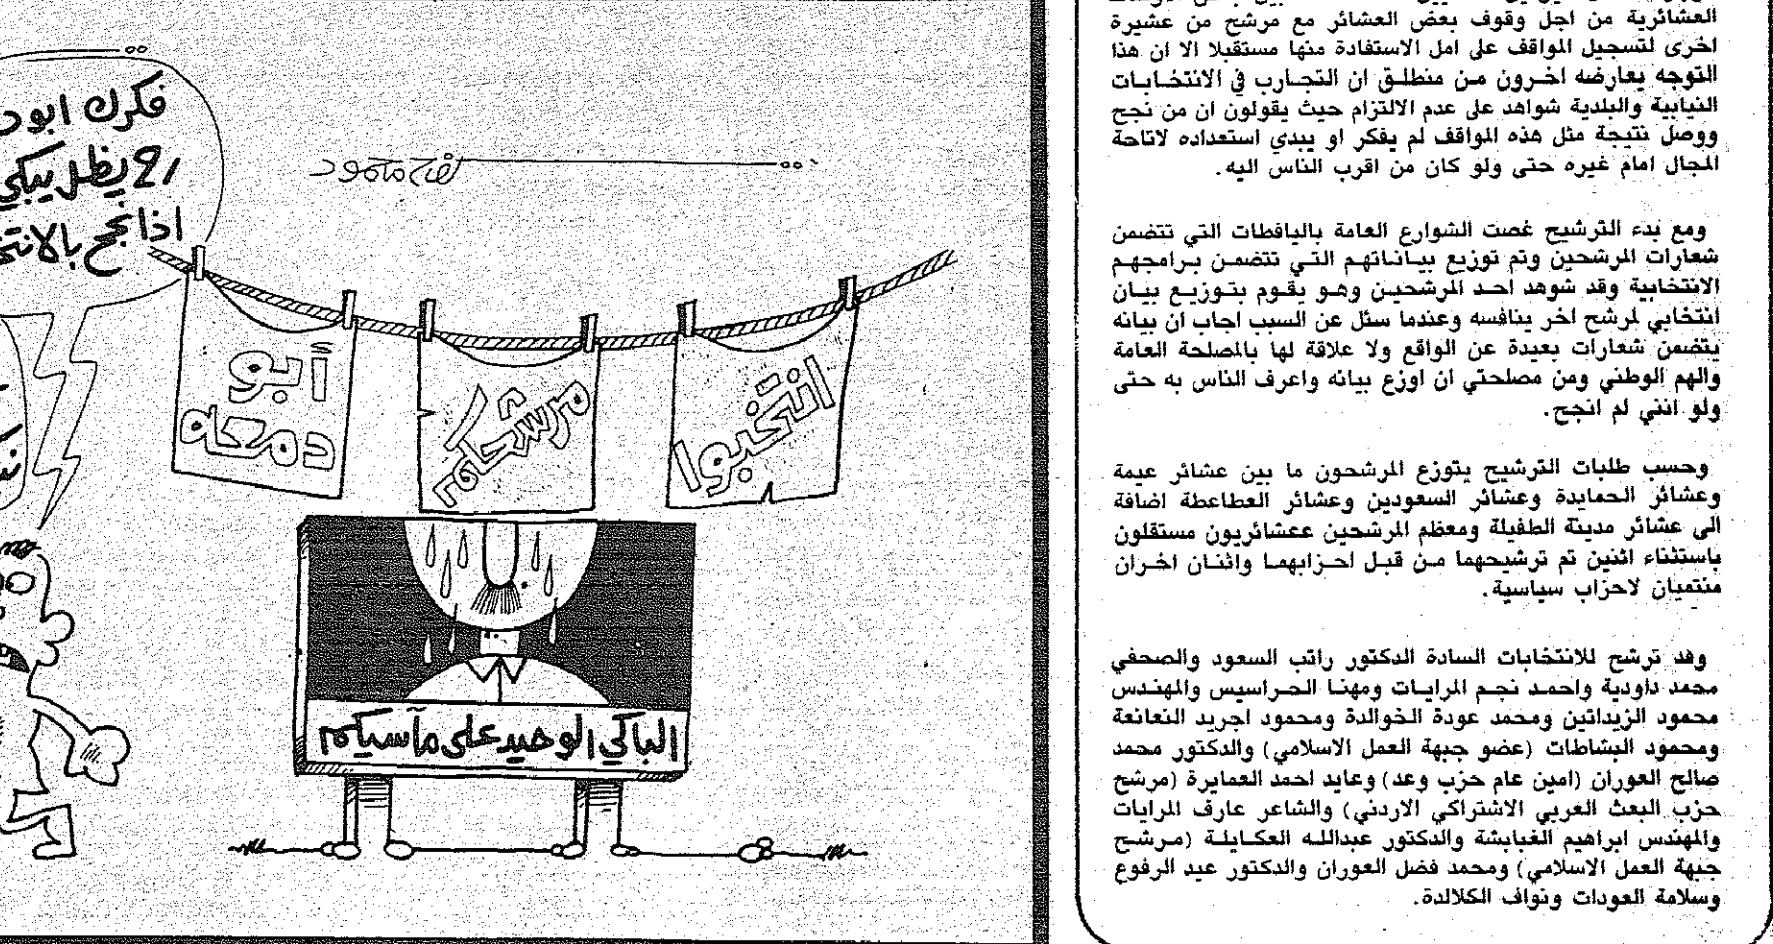 العشائرية من اجل وقوف بعض العشائر مع مرشح من عشيرة
اخرى لتسجيل المواقف على امل الاستفادة منها مستقبلا الا ان هذا
التوجه يعارضه اخرون من منطلق ان التجارب في الانتخابات
النيابية والبلدية شواهد على عدم الالتزام حيث يقولون ان من نجح
ووصل نتيجة مثل هذه المواقف لم يفكر او يبدي استعداده لاتاحة
المجال امام غيره حتى ولو كان من اقرب الناس اليه.
ومع بدء الترشيح غصت الشوارع العامة باليافطات التي تتضمن
شعارات المرشحين وتم توزيع بياناتهم التي تتضمن برامجهم
الانتخابية وقد شوهد احد المرشحين وهو يقوم بتوزيع بيان
انتخابي لمرشح اخر ينافسه وعندما سئل عن السبب اجاب ان بيانه
يتضمن شعارات بعيدة عن الواقع ولا علاقة لها بالمصلحة العامة
والهم الوطني ومن مصلحتي ان اوزع بيانه واعرف الناس به حتى
ولو انني لم انجح.
وحسب طلبات الترشيح يتوزع المرشحون ما بين عشائر عيمة
وعشائر الحمايدة وعشائر السعودين وعشائر العطاعطة اضافة
الى عشائر مدينة الطفيلة ومعظم المرشحين عشائريون مستقلون
باستثناء اثنين تم ترشيحهما من قبل احزابهما واثنان اخران
منتميان لاحزاب سياسية.
وقد ترشح للانتخابات السادة الدكتور راتب السعود والصحفي
محمد داودية واحمد نجم المرايات ومهنا الحراسيس والمهندس
محمود الزيدانين ومحمد عودة الخوالدة ومحمود اجريد النعانعة
ومحمود البشاطات (عضو جبهة العمل الاسلامي) والدكتور محمد
صالح العوران (امين عام حزب وعد) وعايد احمد العمايرة (مرشح
حزب البعث العربي الاشتراكي الاردني) والشاعر عارف المرايات
والمهندس ابراهيم الغبابشة والدكتور عبدالله العكايلة (مرشح
جبهة العمل الاسلامي) ومحمد فضل العوران والدكتور عيد الرفوع
وسلامة العودات ونواف الكلالدة.
فكرك ابو د
رح يظل يبكي
اذا نجح بالانتخ
محمود
انتخبوا
مرشحكم
أبو
دمعه
الباكي الوحيد على مآسيكم